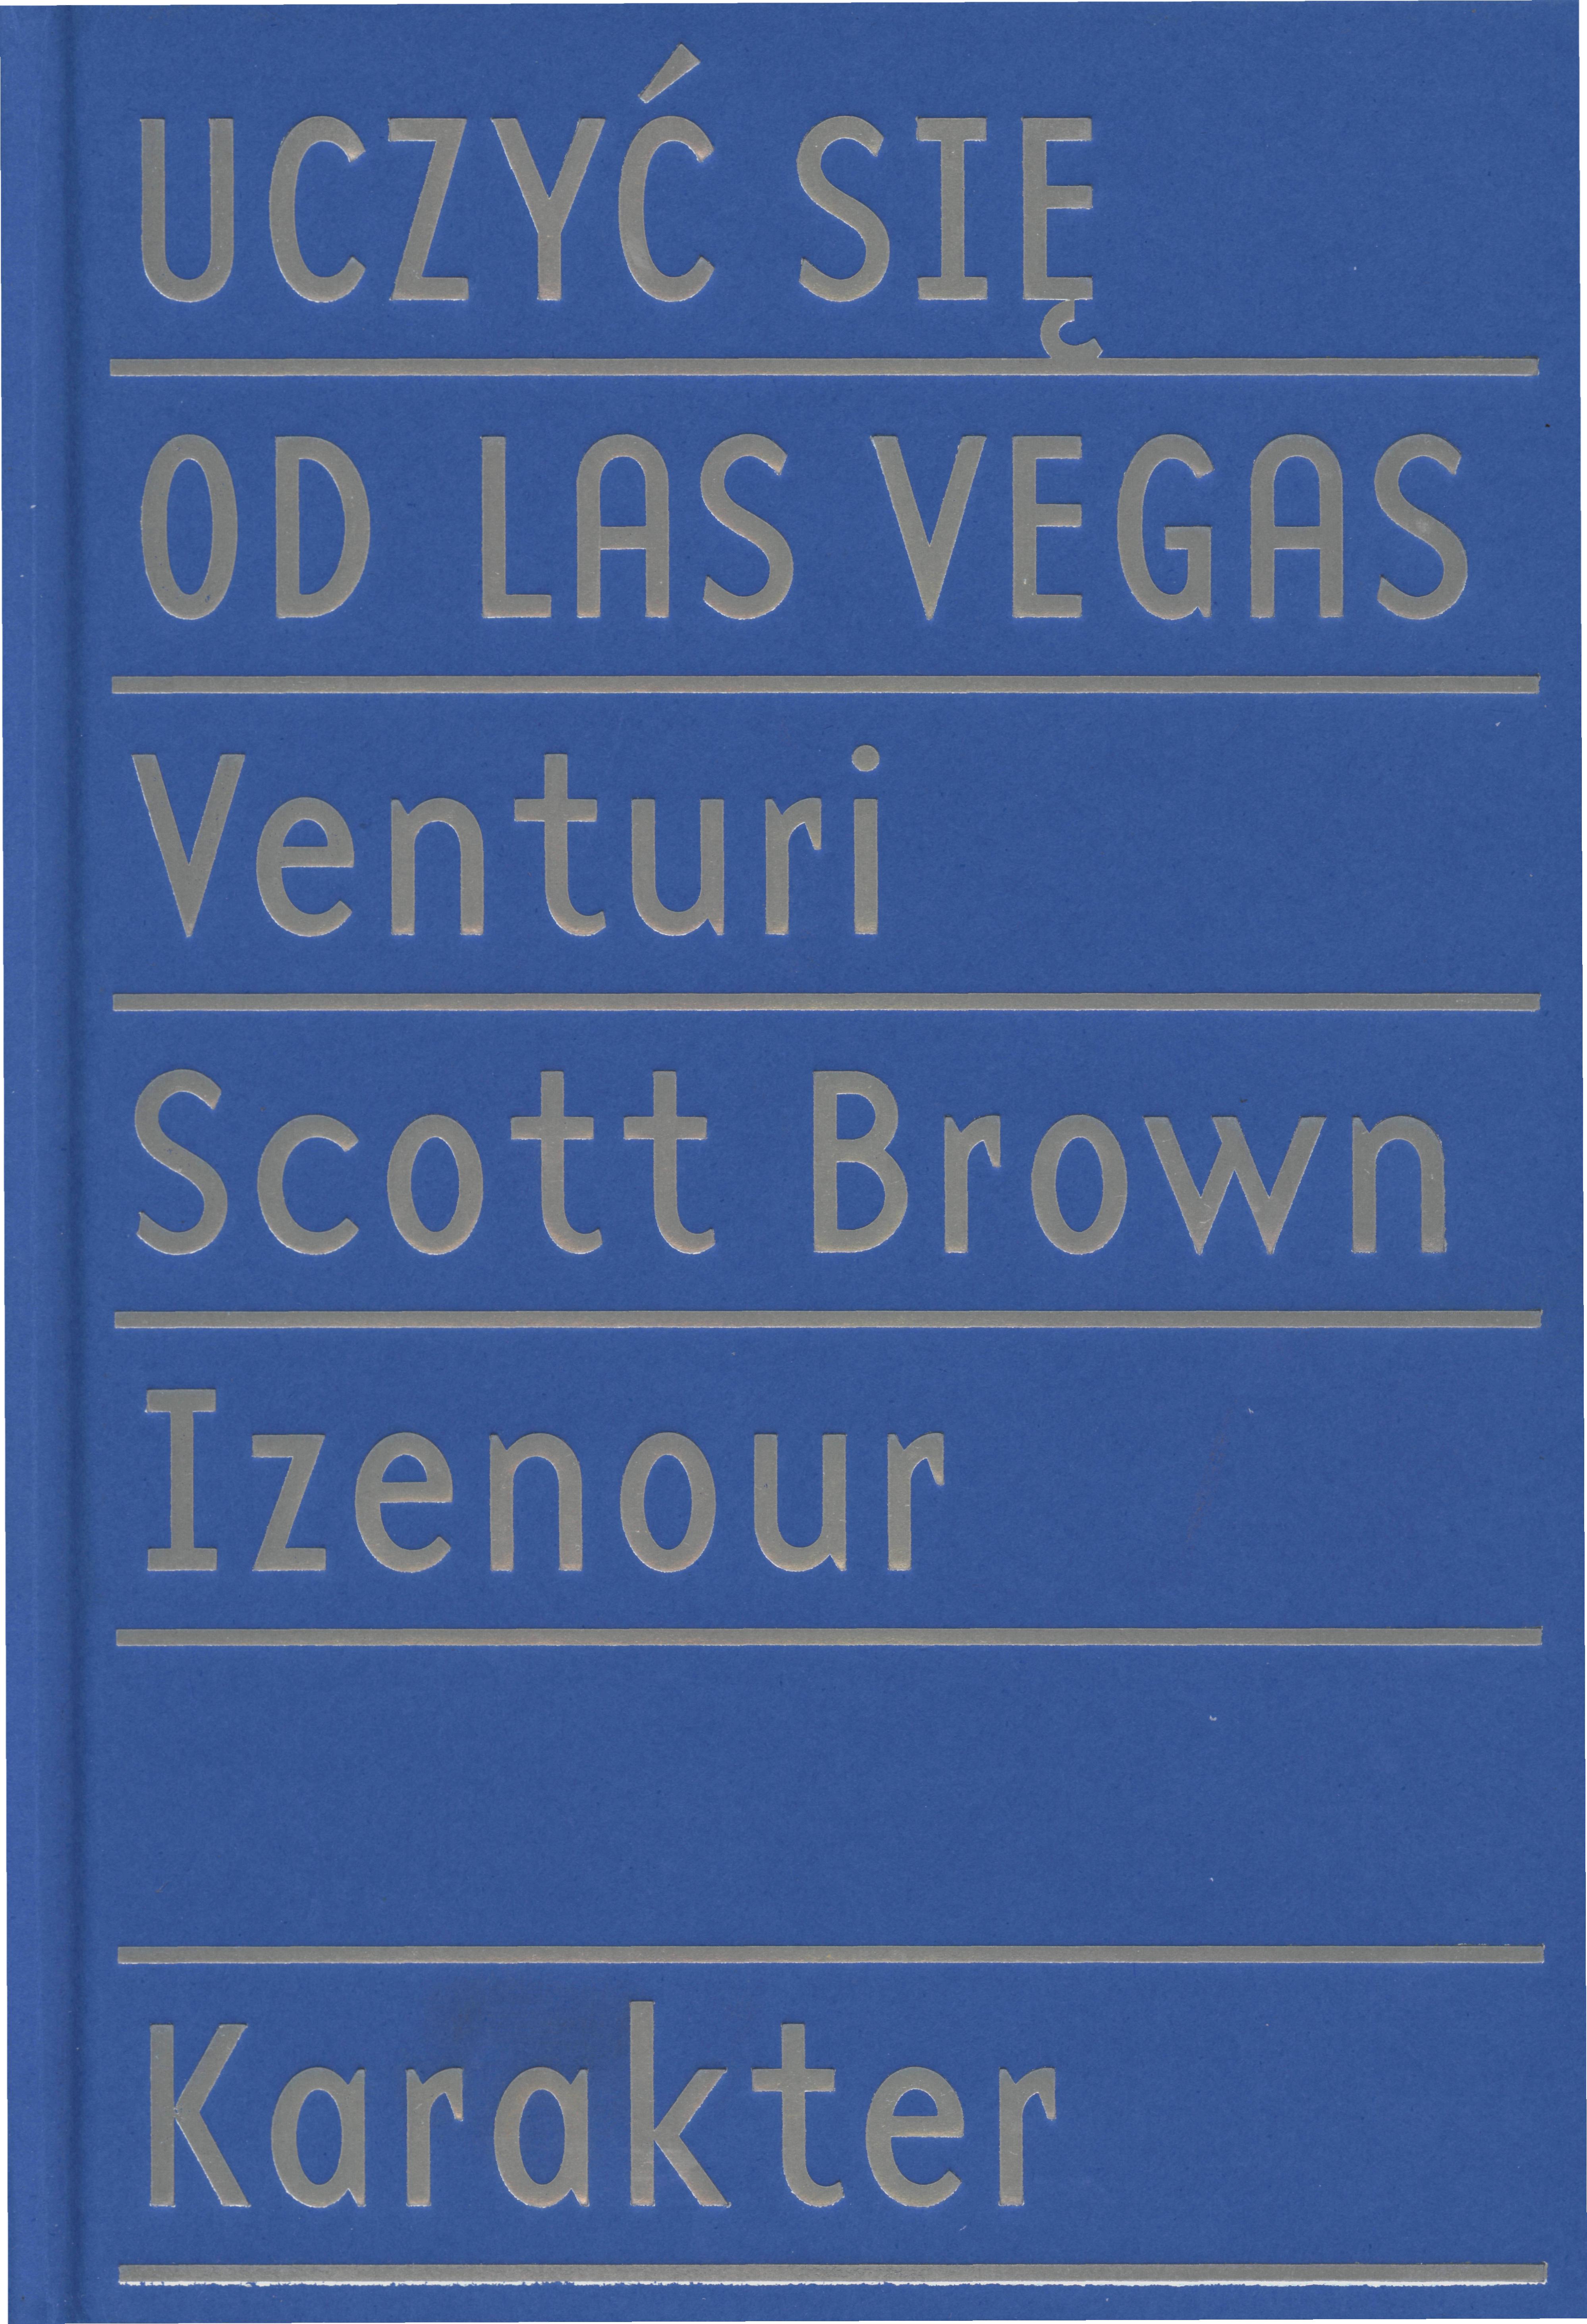 UCZYĆ SIĘ
OD LAS VEGAS
Venturi
Scott Brown
Izenour
Karakter